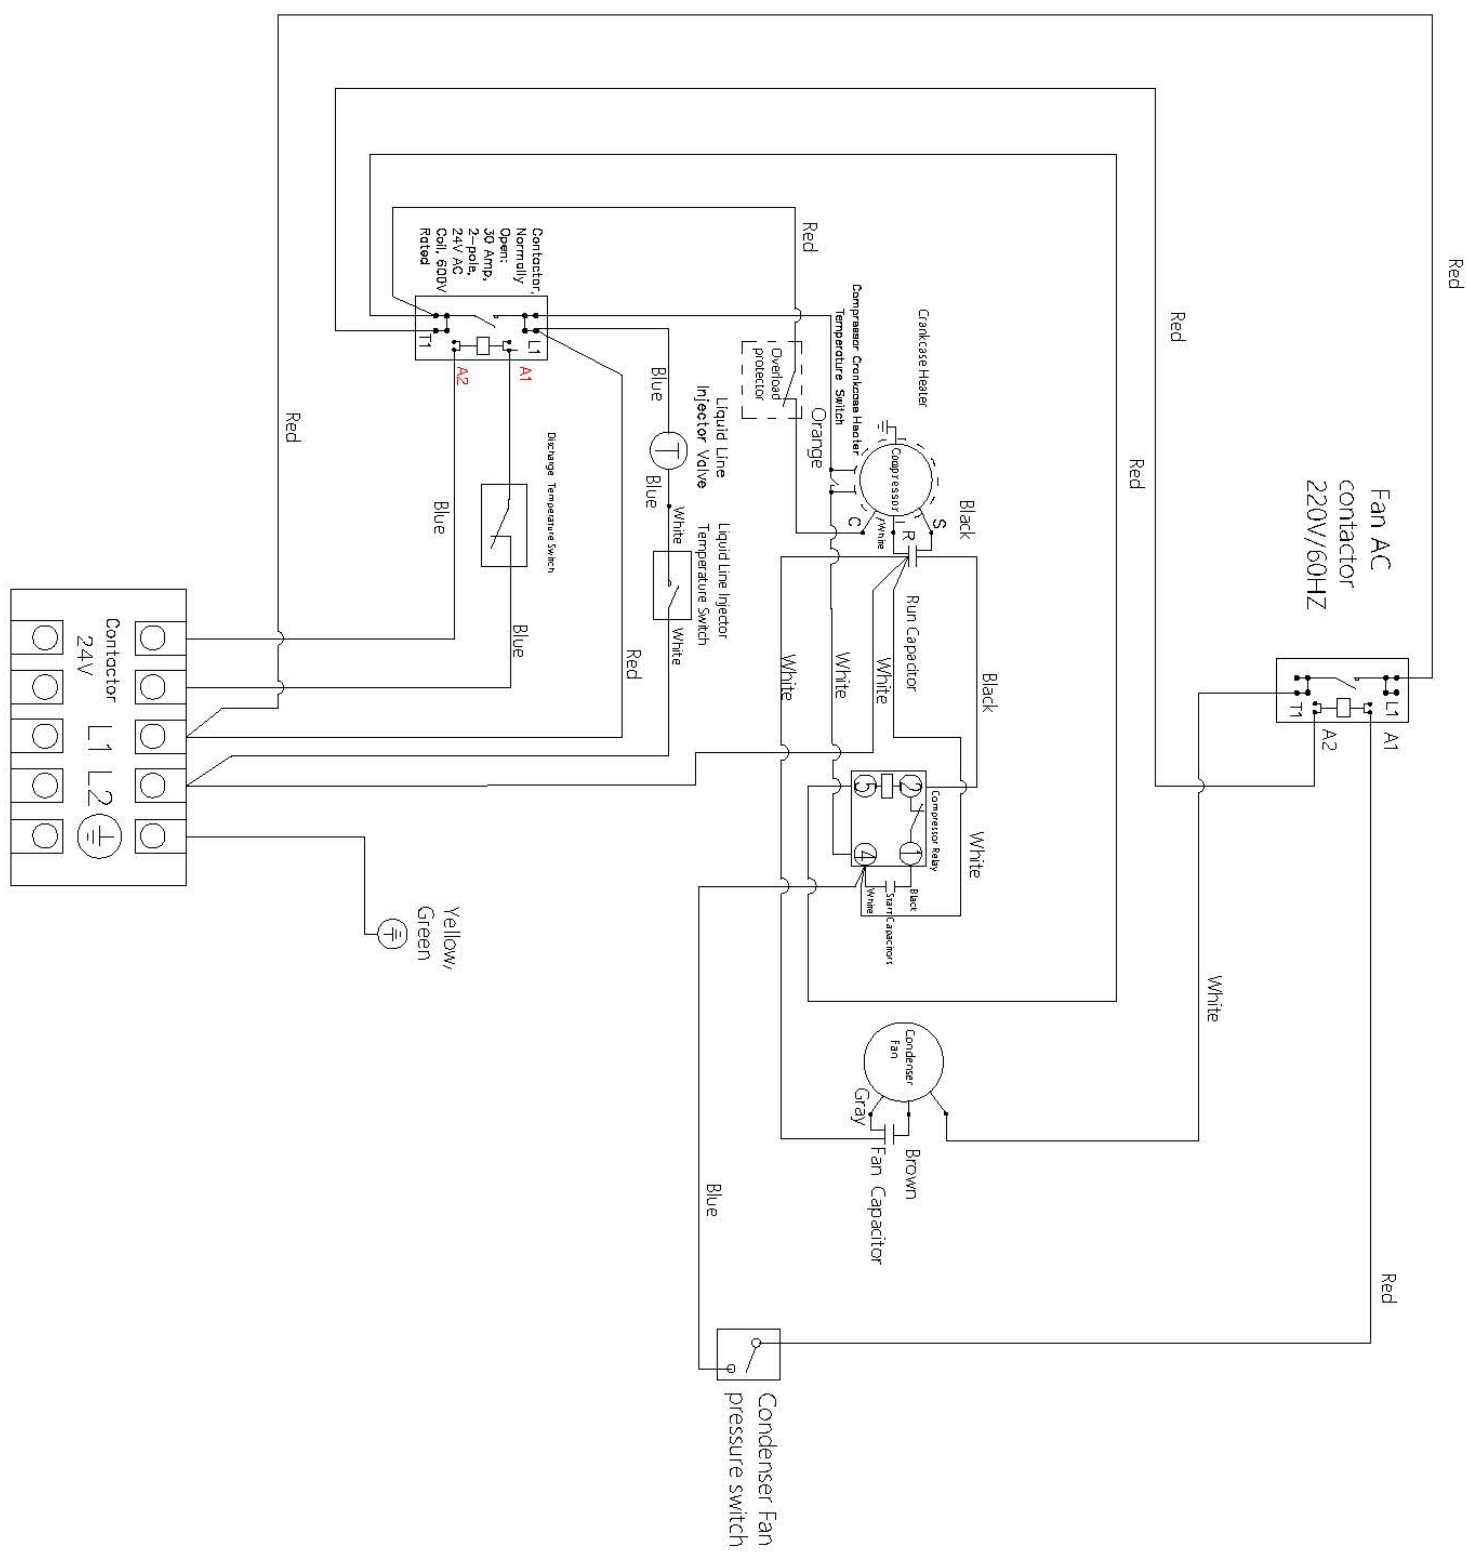 Red
Red
Red
Red
Red
Fan AC
contactor
220V/60HZ
L1
A1
T1
A2
Contactor,
Normally
Open:
30 Amp,
2-pole,
24V AC
Coil, 600V
Rated
L1
T1
A1
A2
Crankcase Heater
Compressor Crankcase Heater
Temperature Switch
Overload
protector
Orange
Compressor
C
R
S
White
Black
Run Capacitor
Blue
Blue
Liquid Line
Injector Valve
White
Liquid Line Injector
Temperature Switch
White
Discharge Temperature Switch
Blue
Blue
Red
White
White
White
Black
Contactor
24V
L1
L2
5
2
4
1
Compressor Relay
White
Black
White
Start Capacitors
Yellow/
Green
White
Condenser
Fan
Gray
Brown
Fan Capacitor
Blue
Red
Condenser Fan
pressure switch